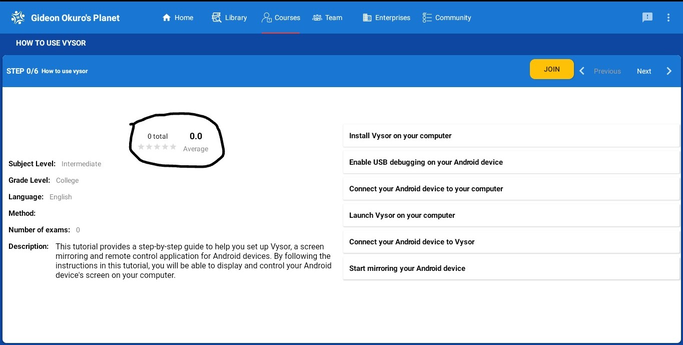 Gideon Okuro's Planet
Home
Library
Courses
Team
Enterprises
Community
HOW TO USE VYSOR
STEP 0/6 How to use vysor
JOIN
Previous
Next
0 total
0.0
Average
Subject Level: Intermediate
Grade Level: College
Language: English
Method:
Number of exams: 0
Description: This tutorial provides a step-by-step guide to help you set up Vysor, a screen
mirroring and remote control application for Android devices. By following the
instructions in this tutorial, you will be able to display and control your Android
device's screen on your computer.
Install Vysor on your computer
Enable USB debugging on your Android device
Connect your Android device to your computer
Launch Vysor on your computer
Connect your Android device to Vysor
Start mirroring your Android device